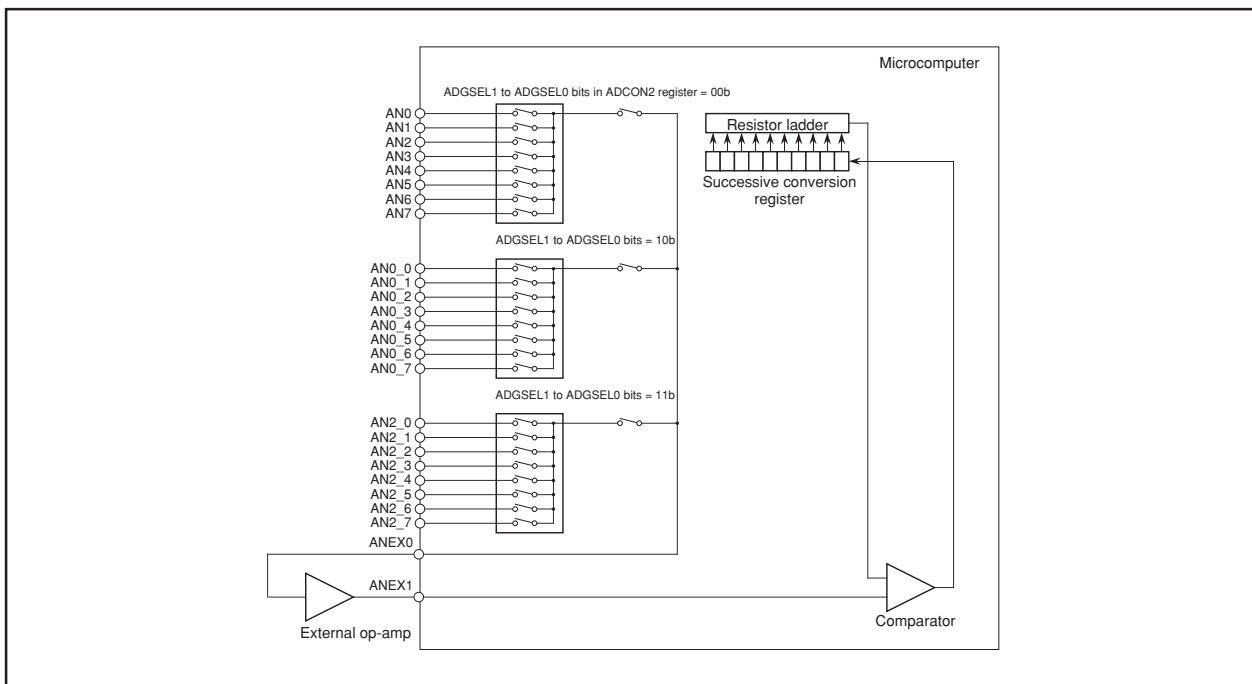 Microcomputer
ADGSEL1 to ADGSEL0 bits in ADCON2 register = 00b
AN0
AN1
AN2
AN3
AN4
AN5
AN6
AN7
Resistor ladder
Successive conversion
register
ADGSEL1 to ADGSEL0 bits = 10b
AN0_0
AN0_1
AN0_2
AN0_3
AN0_4
AN0_5
AN0_6
AN0_7
ADGSEL1 to ADGSEL0 bits = 11b
AN2_0
AN2_1
AN2_2
AN2_3
AN2_4
AN2_5
AN2_6
AN2_7
ANEX0
ANEX1
External op-amp
Comparator